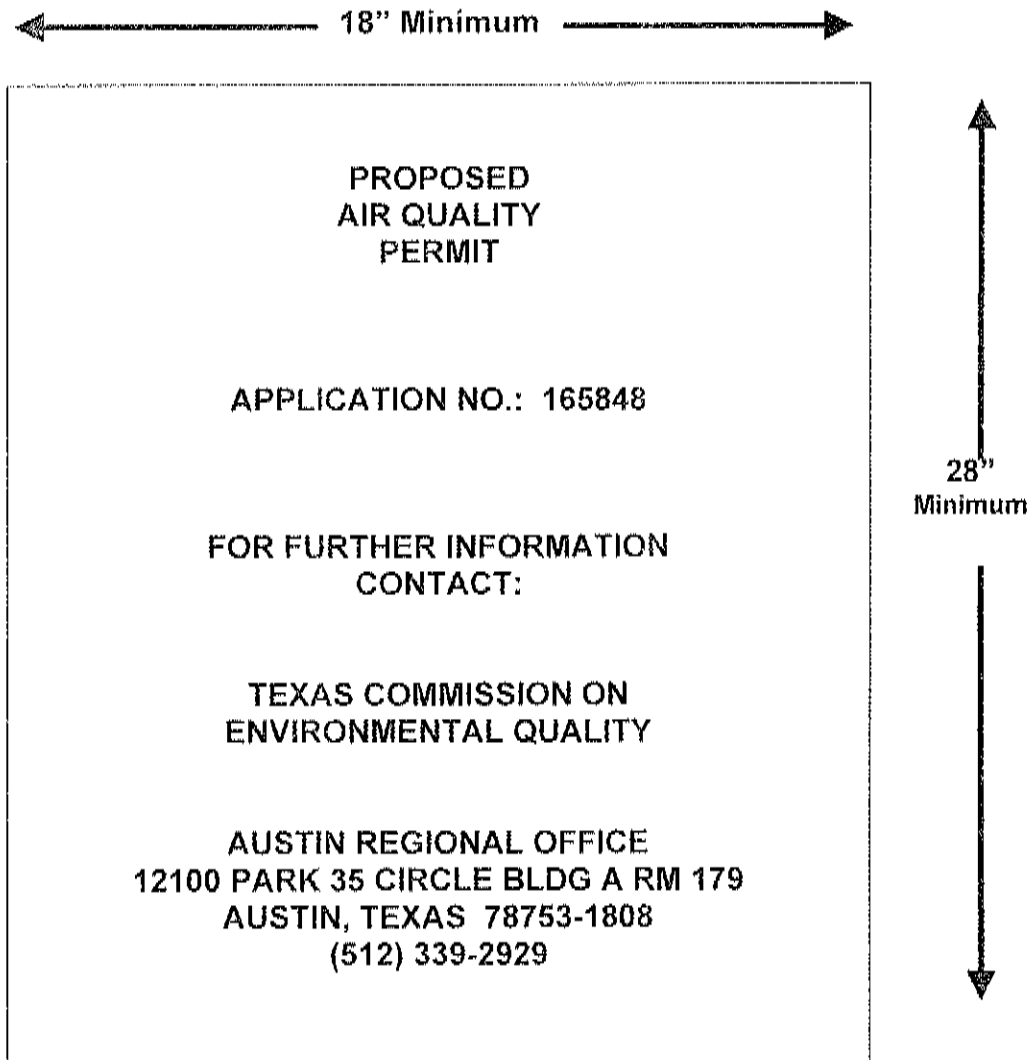 18” Minimum
PROPOSED
AIR QUALITY
PERMIT
APPLICATION NO.: 165848
28”
Minimum
FOR FURTHER INFORMATION
CONTACT:
TEXAS COMMISSION ON
ENVIRONMENTAL QUALITY
AUSTIN REGIONAL OFFICE
12100 PARK 35 CIRCLE BLDG A RM 179
AUSTIN, TEXAS 78753-1808
(512) 339-2929